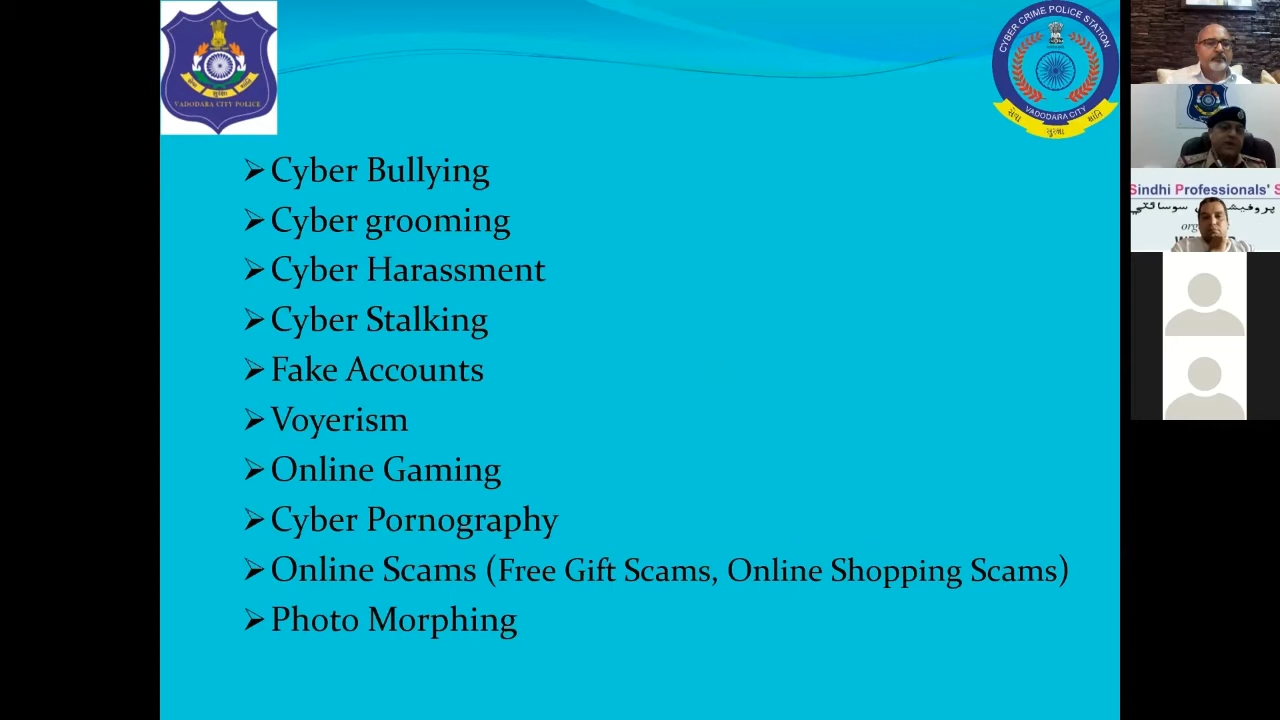 VADODARA CITY POLICE
CYBER CRIME POLICE STATION
VADODARA CITY
સેવા સુરક્ષા શાંતિ
Cyber Bullying
Cyber grooming
Cyber Harassment
Cyber Stalking
Fake Accounts
Voyerism
Online Gaming
Cyber Pornography
Online Scams (Free Gift Scams, Online Shopping Scams)
Photo Morphing
Sindhi Professionals' S